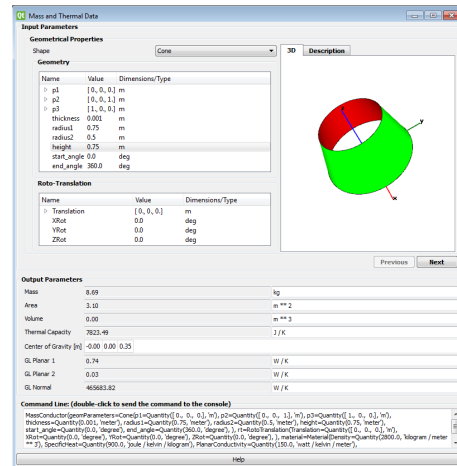 Qt Mass and Thermal Data
Input Parameters
Geometrical Properties
Shape Cone
Geometry
Name Value Dimensions/Type
p1 [ 0., 0., 0.] m
p2 [ 0., 0., 1.] m
p3 [ 1., 0., 0.] m
thickness 0.001 m
radius1 0.75 m
radius2 0.5 m
height 0.75 m
start_angle 0.0 deg
end_angle 360.0 deg
Roto-Translation
Name Value Dimensions/Type
Translation [ 0., 0., 0.] m
XRot 0.0 deg
YRot 0.0 deg
ZRot 0.0 deg
3D Description
y
x
Previous Next
Output Parameters
Mass 8.69 kg
Area 3.10 m ** 2
Volume 0.00 m ** 3
Thermal Capacity 7823.49 J / K
Center of Gravity [m] -0.00 0.00 0.35
GL Planar 1 0.74 W / K
GL Planar 2 0.03 W / K
GL Normal 465683.82 W / K
Command Line: (double-click to send the command to the console)
MassConductor(geomParameters=Cone(p1=Quantity([ 0., 0., 0.], 'm'), p2=Quantity([ 0., 0., 1.], 'm'), p3=Quantity([ 1., 0., 0.], 'm'),
thickness=Quantity(0.001, 'meter'), radius1=Quantity(0.75, 'meter'), radius2=Quantity(0.5, 'meter'), height=Quantity(0.75, 'meter'),
start_angle=Quantity(0.0, 'degree'), end_angle=Quantity(360.0, 'degree'), ), rt=RotoTranslation(Translation=Quantity([ 0., 0., 0.], 'm'),
XRot=Quantity(0.0, 'degree'), YRot=Quantity(0.0, 'degree'), ZRot=Quantity(0.0, 'degree'), ), material=Material(Density=Quantity(2800.0, 'kilogram / meter
** 3'), SpecificHeat=Quantity(900.0, 'joule / kelvin / kilogram'), PlanarConductivity=Quantity(150.0, 'watt / kelvin / meter'),
Help